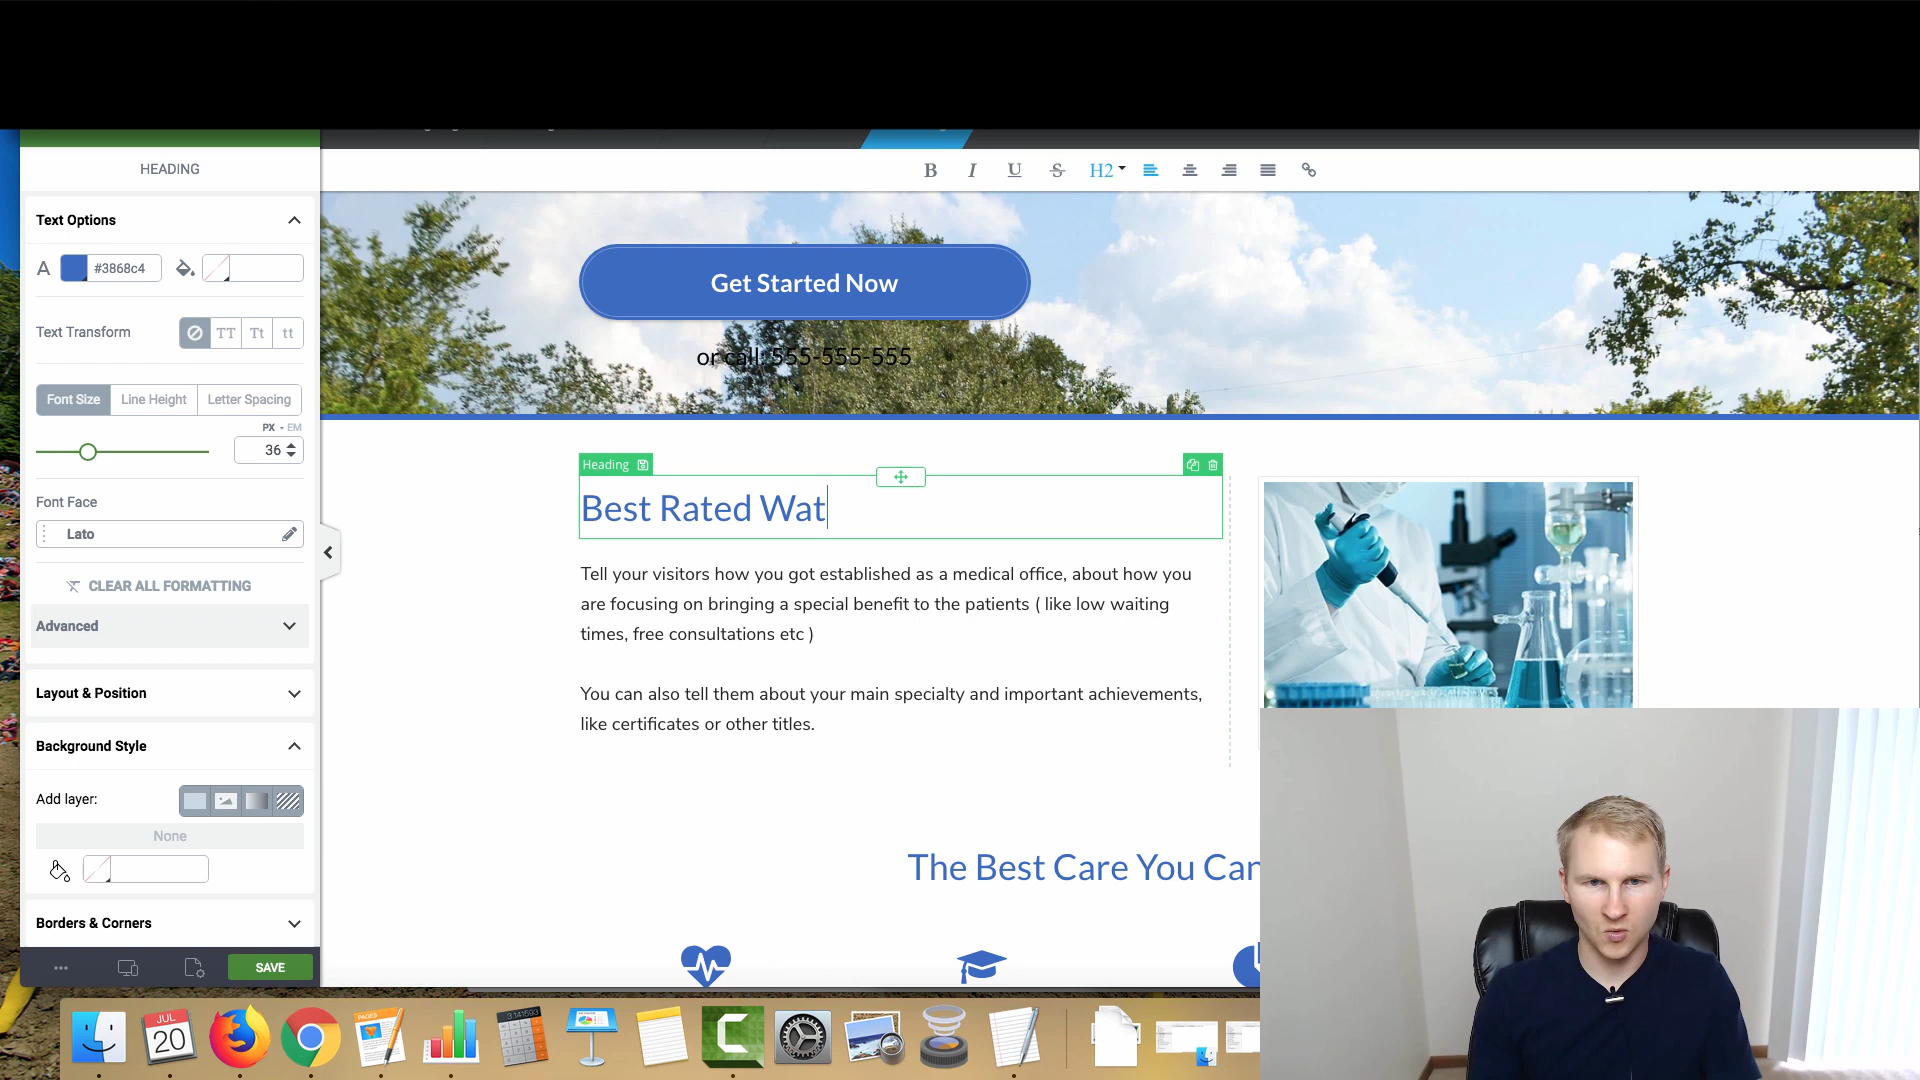 HEADING
B I U S H2
Text Options
A #3868c4
Text Transform TT Tt tt
Font Size Line Height Letter Spacing
PX - EM
36
Font Face
Lato
CLEAR ALL FORMATTING
Advanced
Layout & Position
Background Style
Add layer:
None
Borders & Corners
SAVE
Get Started Now
or call: 555-555-555
Heading
Best Rated Wat
Tell your visitors how you got established as a medical office, about how you
are focusing on bringing a special benefit to the patients ( like low waiting
times, free consultations etc )
You can also tell them about your main specialty and important achievements,
like certificates or other titles.
The Best Care You Can
JUL
20
PAGES
3.141593